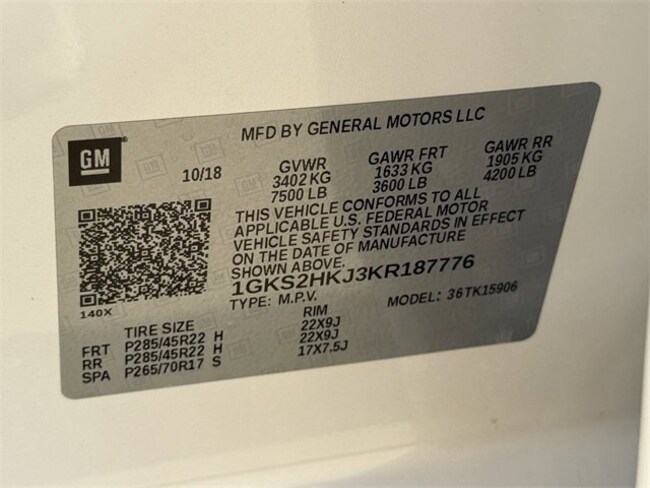 MFD BY GENERAL MOTORS LLC
GM
10/18
GVWR GAWR FRT GAWR RR
3402 KG 1633 KG 1905 KG
7500 LB 3600 LB 4200 LB
THIS VEHICLE CONFORMS TO ALL
APPLICABLE U.S. FEDERAL MOTOR
VEHICLE SAFETY STANDARDS IN EFFECT
ON THE DATE OF MANUFACTURE
SHOWN ABOVE.
1GKS2HKJ3KR187776
TYPE: M.P.V. MODEL: 36TK15906
140X
TIRE SIZE RIM
FRT P285/45R22 H 22X9J
RR P285/45R22 H 22X9J
SPA P265/70R17 S 17X7.5J